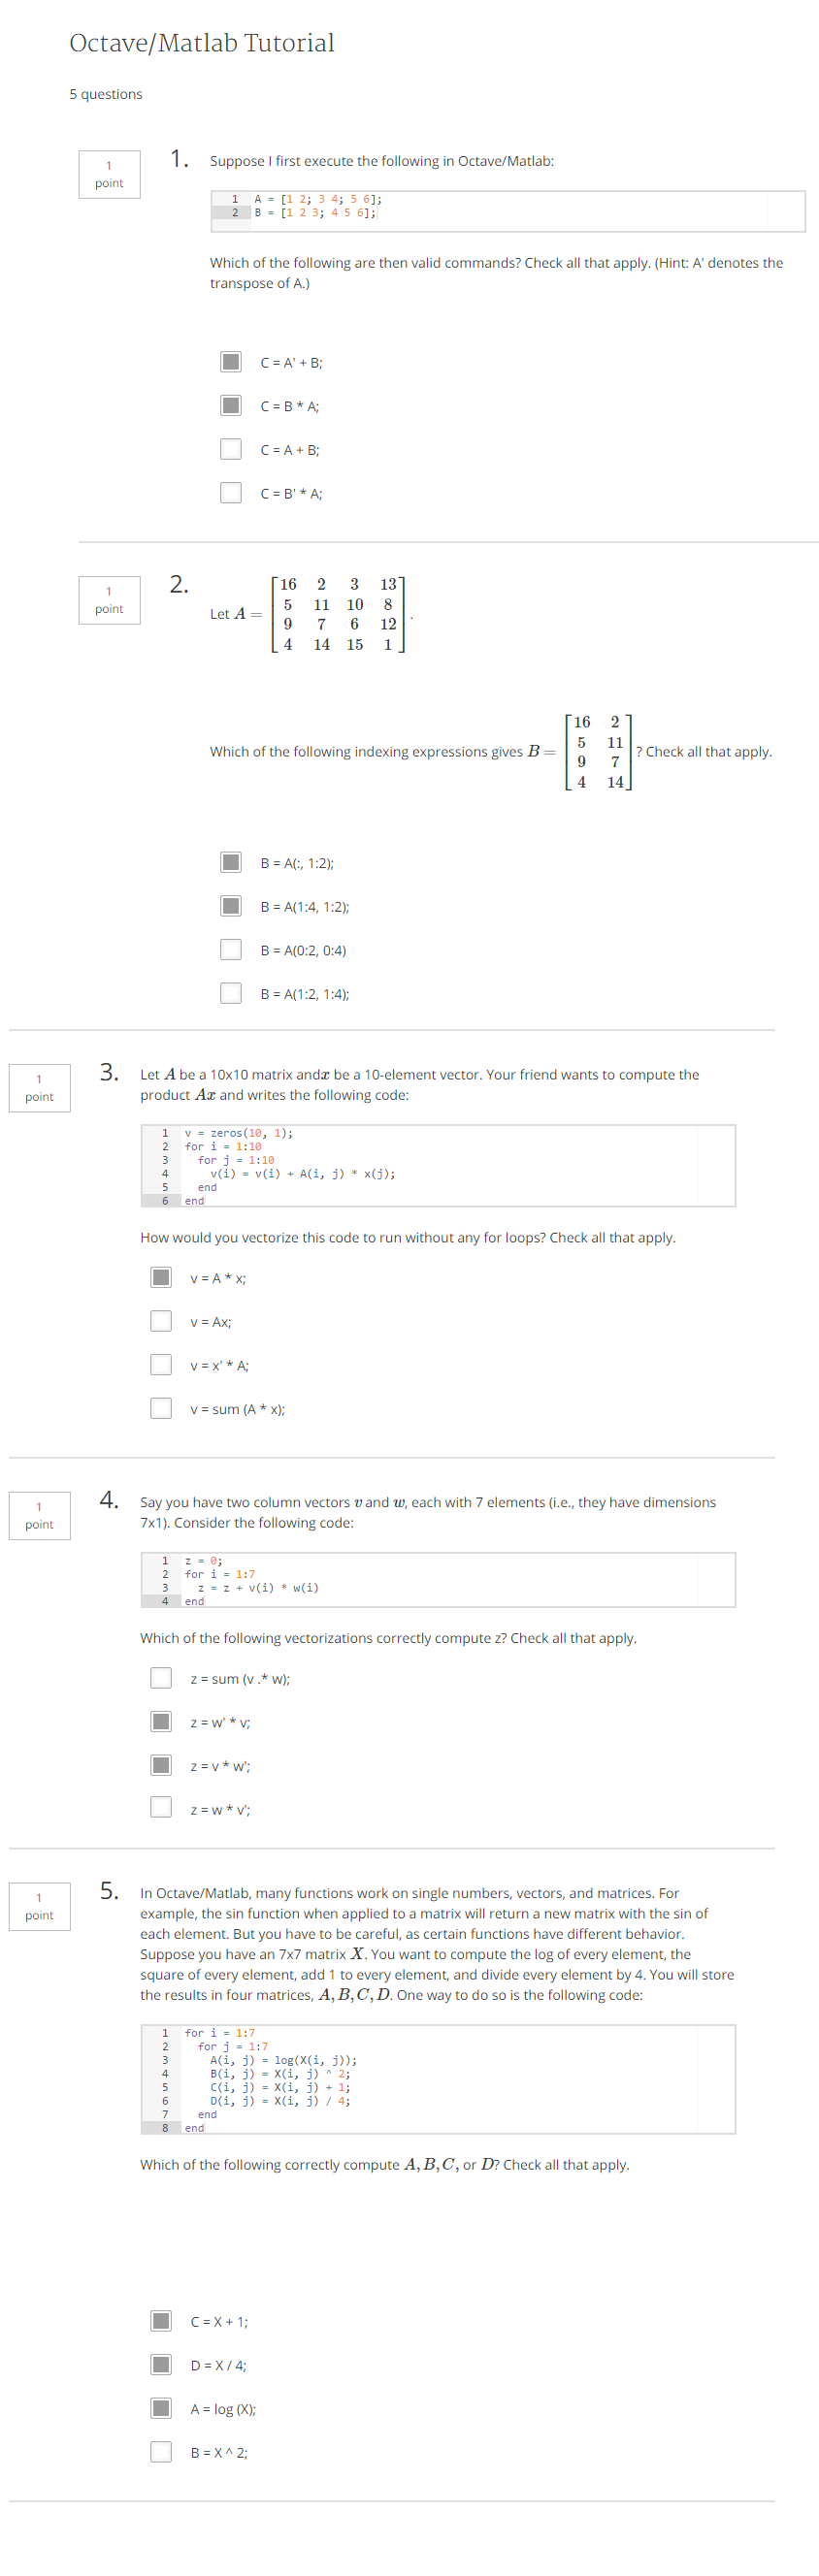 Octave/Matlab Tutorial
5 questions
1
point
1. Suppose I first execute the following in Octave/Matlab:
1 A = [1 2; 3 4; 5 6];
2 B = [1 2 3; 4 5 6];
Which of the following are then valid commands? Check all that apply. (Hint: A' denotes the
transpose of A.)
C = A' + B;
C = B * A;
C = A + B;
C = B' * A;
1
point
2.
Let A =
16 2 3 13
5 11 10 8
9 7 6 12
4 14 15 1
.
Which of the following indexing expressions gives B =
16 2
5 11
9 7
4 14
? Check all that apply.
B = A(:, 1:2);
B = A(1:4, 1:2);
B = A(0:2, 0:4)
B = A(1:2, 1:4);
1
point
3. Let A be a 10x10 matrix andx be a 10-element vector. Your friend wants to compute the
product Ax and writes the following code:
1 v = zeros(10, 1);
2 for i = 1:10
3 for j = 1:10
4 v(i) = v(i) + A(i, j) * x(j);
5 end
6 end
How would you vectorize this code to run without any for loops? Check all that apply.
v = A * x;
v = Ax;
v = x' * A;
v = sum (A * x);
1
point
4. Say you have two column vectors v and w, each with 7 elements (i.e., they have dimensions
7x1). Consider the following code:
1 z = 0;
2 for i = 1:7
3 z = z + v(i) * w(i)
4 end
Which of the following vectorizations correctly compute z? Check all that apply.
z = sum (v .* w);
z = w' * v;
z = v * w';
z = w * v';
1
point
5. In Octave/Matlab, many functions work on single numbers, vectors, and matrices. For
example, the sin function when applied to a matrix will return a new matrix with the sin of
each element. But you have to be careful, as certain functions have different behavior.
Suppose you have an 7x7 matrix X. You want to compute the log of every element, the
square of every element, add 1 to every element, and divide every element by 4. You will store
the results in four matrices, A, B, C, D. One way to do so is the following code:
1 for i = 1:7
2 for j = 1:7
3 A(i, j) = log(X(i, j));
4 B(i, j) = X(i, j) ^ 2;
5 C(i, j) = X(i, j) + 1;
6 D(i, j) = X(i, j) / 4;
7 end
8 end
Which of the following correctly compute A, B, C, or D? Check all that apply.
C = X + 1;
D = X / 4;
A = log (X);
B = X ^ 2;